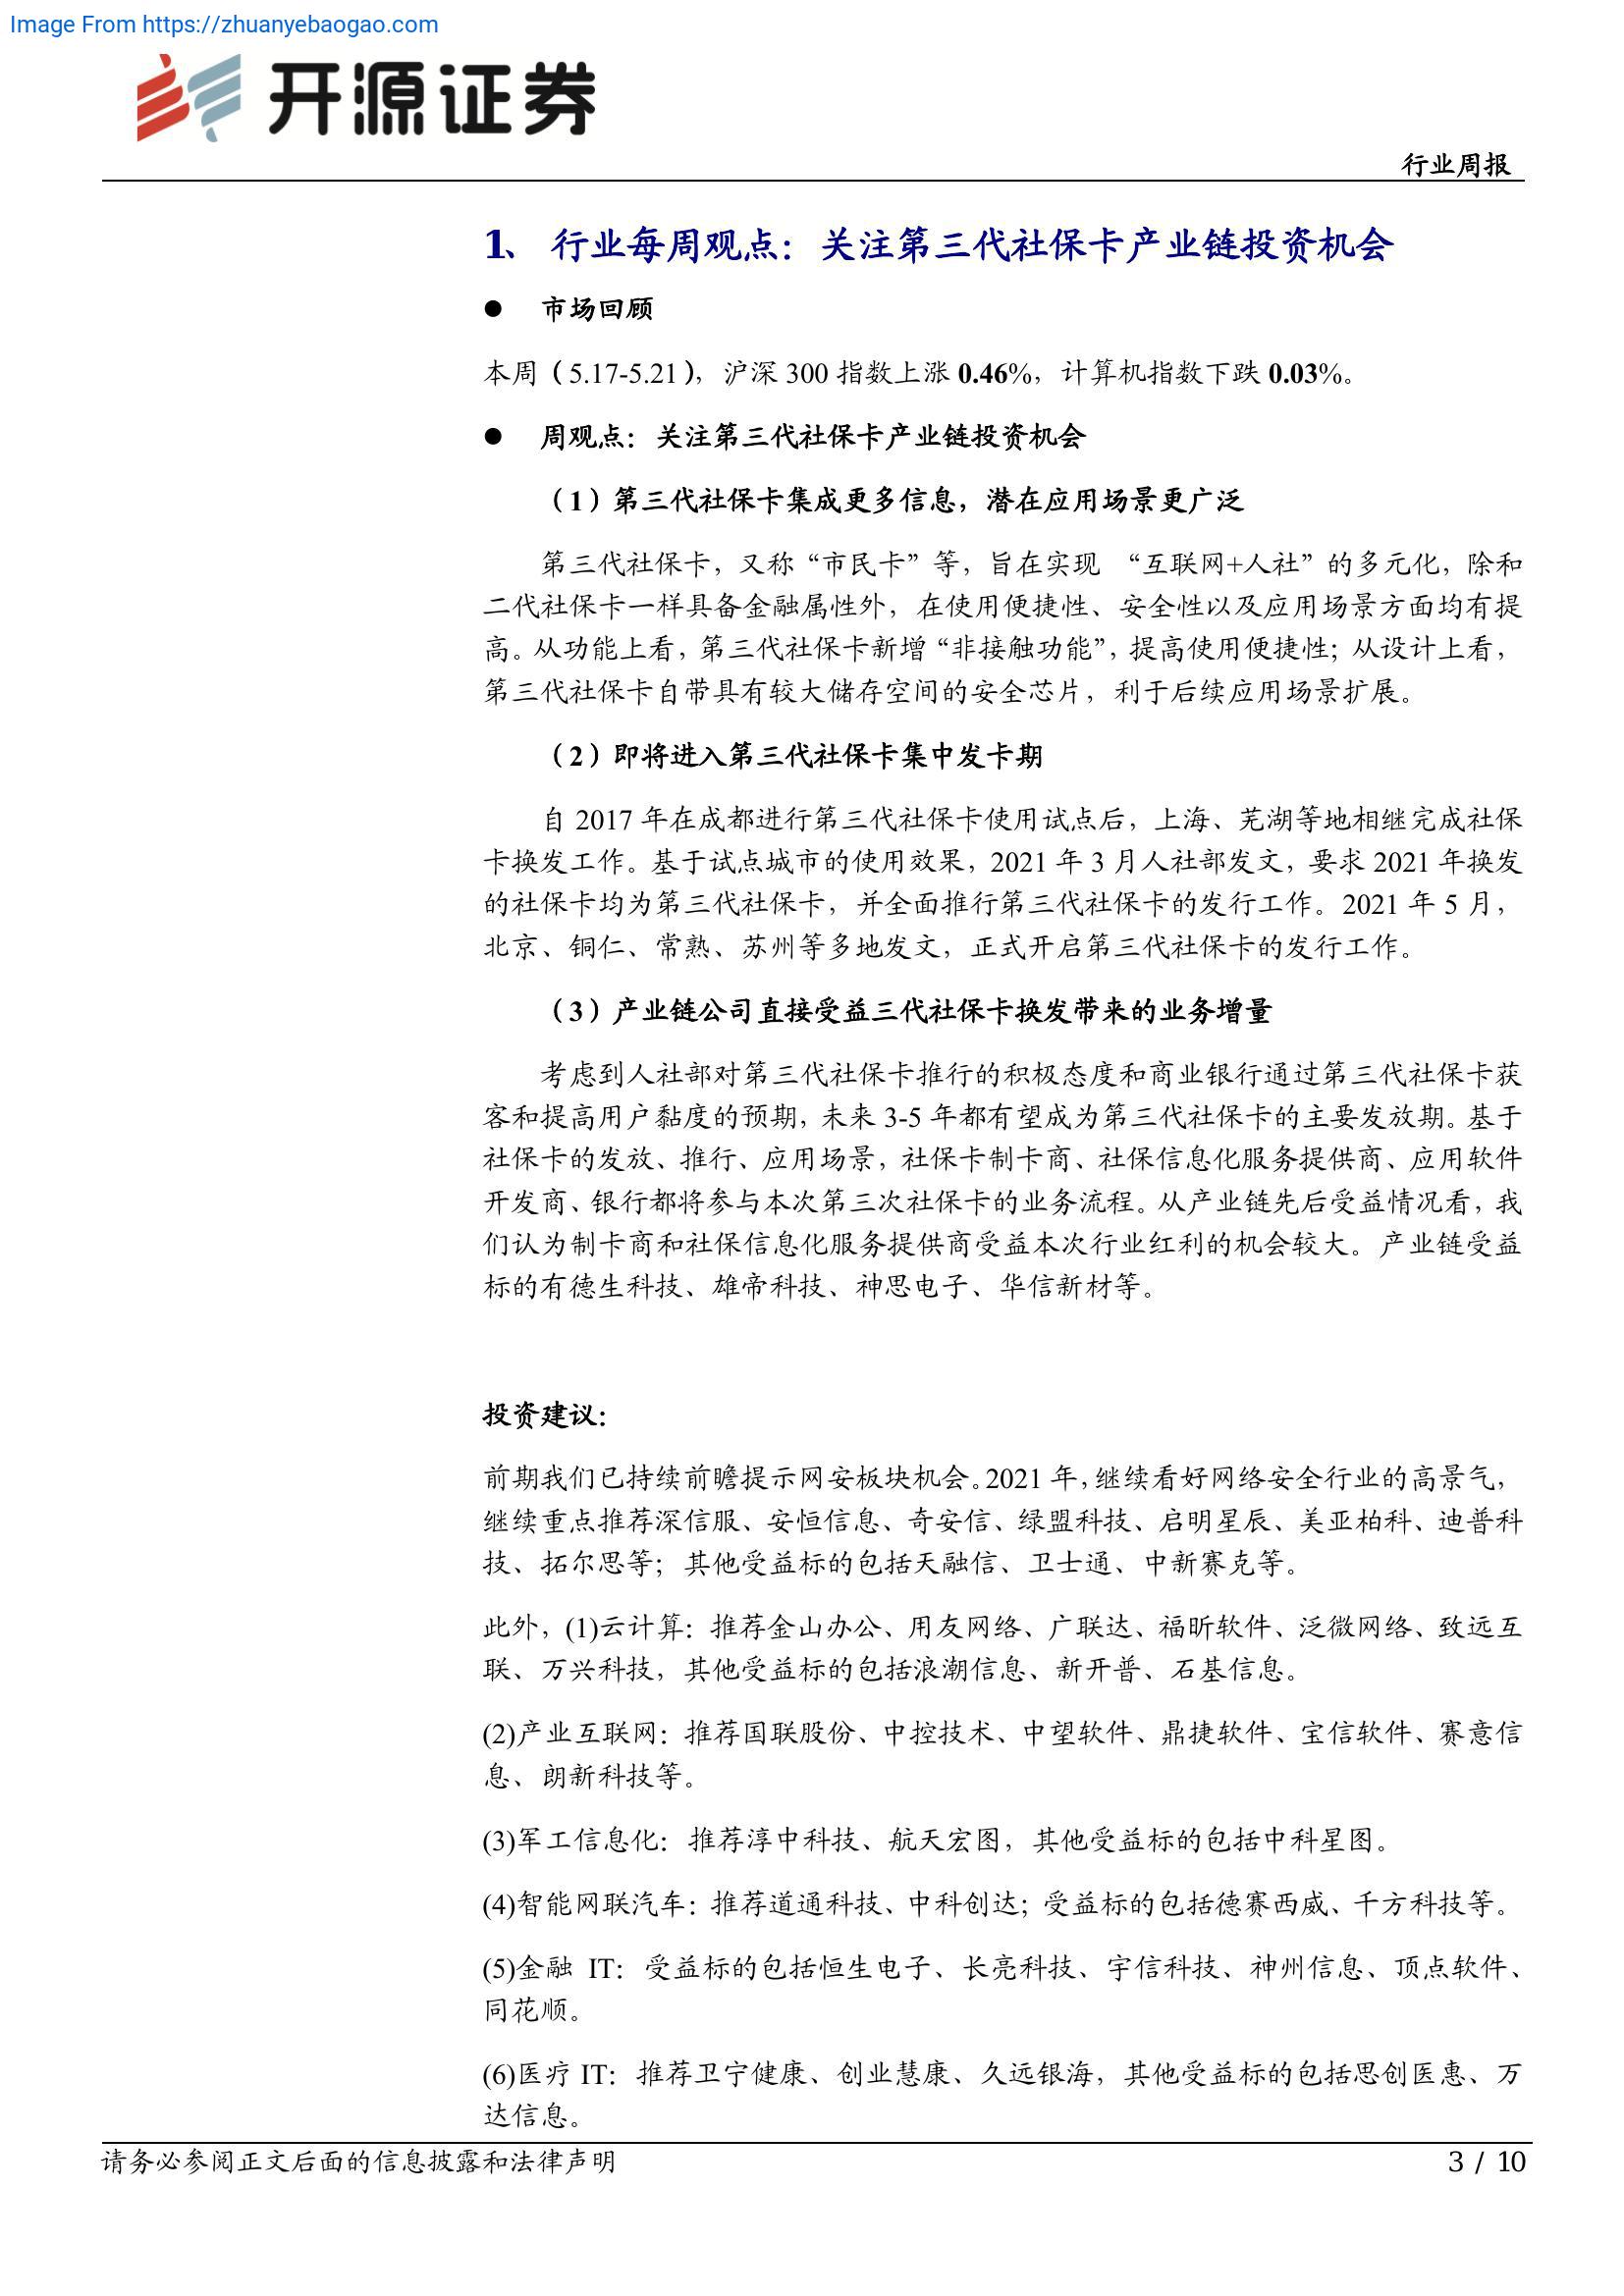 Image From https://zhuanyebaogao.com
开源证券
行业周报
1、 行业每周观点：关注第三代社保卡产业链投资机会
● 市场回顾
本周（5.17-5.21），沪深 300 指数上涨 0.46%，计算机指数下跌 0.03%。
● 周观点：关注第三代社保卡产业链投资机会
（1）第三代社保卡集成更多信息，潜在应用场景更广泛
第三代社保卡，又称“市民卡”等，旨在实现 “互联网+人社”的多元化，除和
二代社保卡一样具备金融属性外，在使用便捷性、安全性以及应用场景方面均有提
高。从功能上看，第三代社保卡新增“非接触功能”，提高使用便捷性；从设计上看，
第三代社保卡自带具有较大储存空间的安全芯片，利于后续应用场景扩展。
（2）即将进入第三代社保卡集中发卡期
自 2017 年在成都进行第三代社保卡使用试点后，上海、芜湖等地相继完成社保
卡换发工作。基于试点城市的使用效果，2021 年 3 月人社部发文，要求 2021 年换发
的社保卡均为第三代社保卡，并全面推行第三代社保卡的发行工作。2021 年 5 月，
北京、铜仁、常熟、苏州等多地发文，正式开启第三代社保卡的发行工作。
（3）产业链公司直接受益三代社保卡换发带来的业务增量
考虑到人社部对第三代社保卡推行的积极态度和商业银行通过第三代社保卡获
客和提高用户黏度的预期，未来 3-5 年都有望成为第三代社保卡的主要发放期。基于
社保卡的发放、推行、应用场景，社保卡制卡商、社保信息化服务提供商、应用软件
开发商、银行都将参与本次第三次社保卡的业务流程。从产业链先后受益情况看，我
们认为制卡商和社保信息化服务提供商受益本次行业红利的机会较大。产业链受益
标的有德生科技、雄帝科技、神思电子、华信新材等。
投资建议：
前期我们已持续前瞻提示网安板块机会。2021 年，继续看好网络安全行业的高景气，
继续重点推荐深信服、安恒信息、奇安信、绿盟科技、启明星辰、美亚柏科、迪普科
技、拓尔思等；其他受益标的包括天融信、卫士通、中新赛克等。
此外，(1)云计算：推荐金山办公、用友网络、广联达、福昕软件、泛微网络、致远互
联、万兴科技，其他受益标的包括浪潮信息、新开普、石基信息。
(2)产业互联网：推荐国联股份、中控技术、中望软件、鼎捷软件、宝信软件、赛意信
息、朗新科技等。
(3)军工信息化：推荐淳中科技、航天宏图，其他受益标的包括中科星图。
(4)智能网联汽车：推荐道通科技、中科创达；受益标的包括德赛西威、千方科技等。
(5)金融 IT：受益标的包括恒生电子、长亮科技、宇信科技、神州信息、顶点软件、
同花顺。
(6)医疗 IT：推荐卫宁健康、创业慧康、久远银海，其他受益标的包括思创医惠、万
达信息。
请务必参阅正文后面的信息披露和法律声明
3 / 10